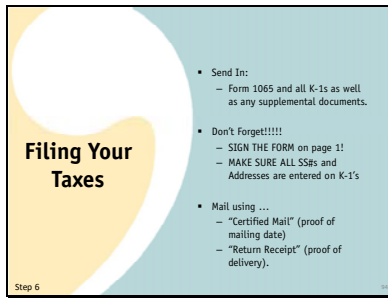 Filing Your
Taxes
▪ Send In:
– Form 1065 and all K-1s as well
as any supplemental documents.
▪ Don't Forget!!!!!
– SIGN THE FORM on page 1!
– MAKE SURE ALL SS#s and
Addresses are entered on K-1's
▪ Mail using ...
– “Certified Mail” (proof of
mailing date)
– “Return Receipt” (proof of
delivery).
Step 6